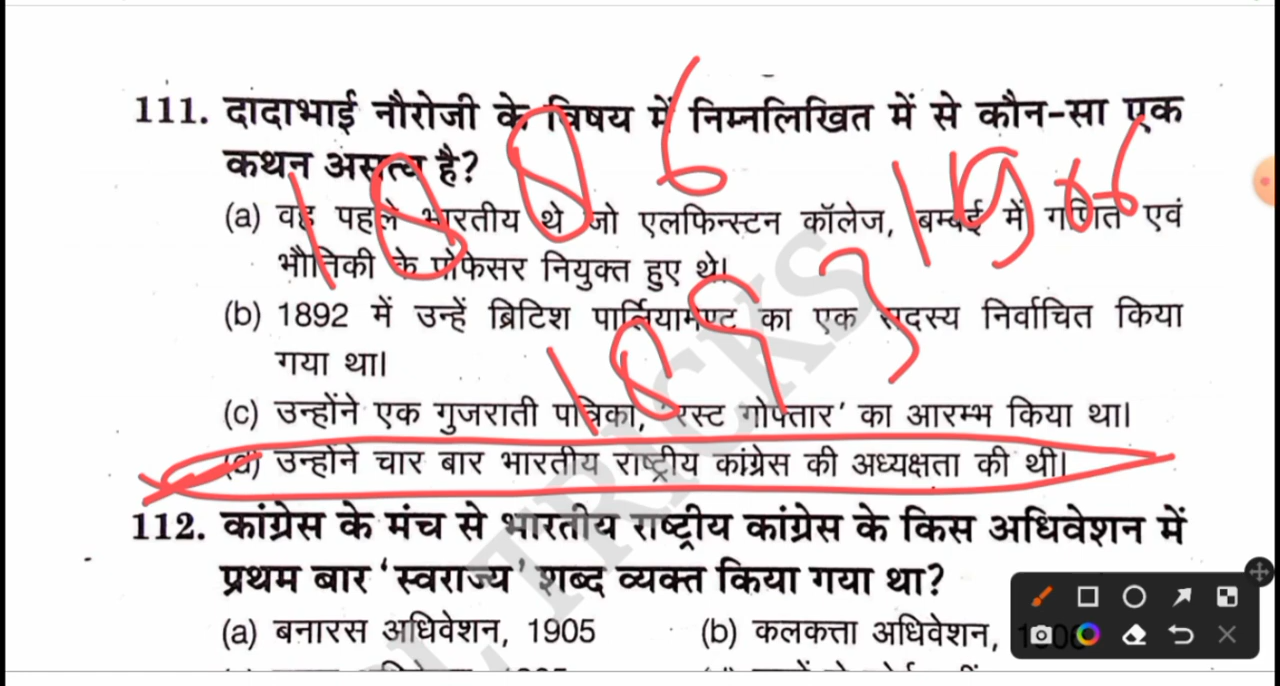 111. दादाभाई नौरोजी के विषय में निम्नलिखित में से कौन-सा एक
कथन असत्य है?
1886
1906
(a) वह पहले भारतीय थे जो एलफिन्स्टन कॉलेज, बम्बई में गणित एवं
भौतिकी के प्रोफेसर नियुक्त हुए थे।
(b) 1892 में उन्हें ब्रिटिश पार्लियामेण्ट का एक सदस्य निर्वाचित किया
गया था।
1893
(c) उन्होंने एक गुजराती पत्रिका, 'रस्ट गोफ्तार' का आरम्भ किया था।
(d) उन्होंने चार बार भारतीय राष्ट्रीय कांग्रेस की अध्यक्षता की थी।
112. कांग्रेस के मंच से भारतीय राष्ट्रीय कांग्रेस के किस अधिवेशन में
प्रथम बार 'स्वराज्य' शब्द व्यक्त किया गया था?
(a) बनारस अधिवेशन, 1905 (b) कलकत्ता अधिवेशन,
TRICKS